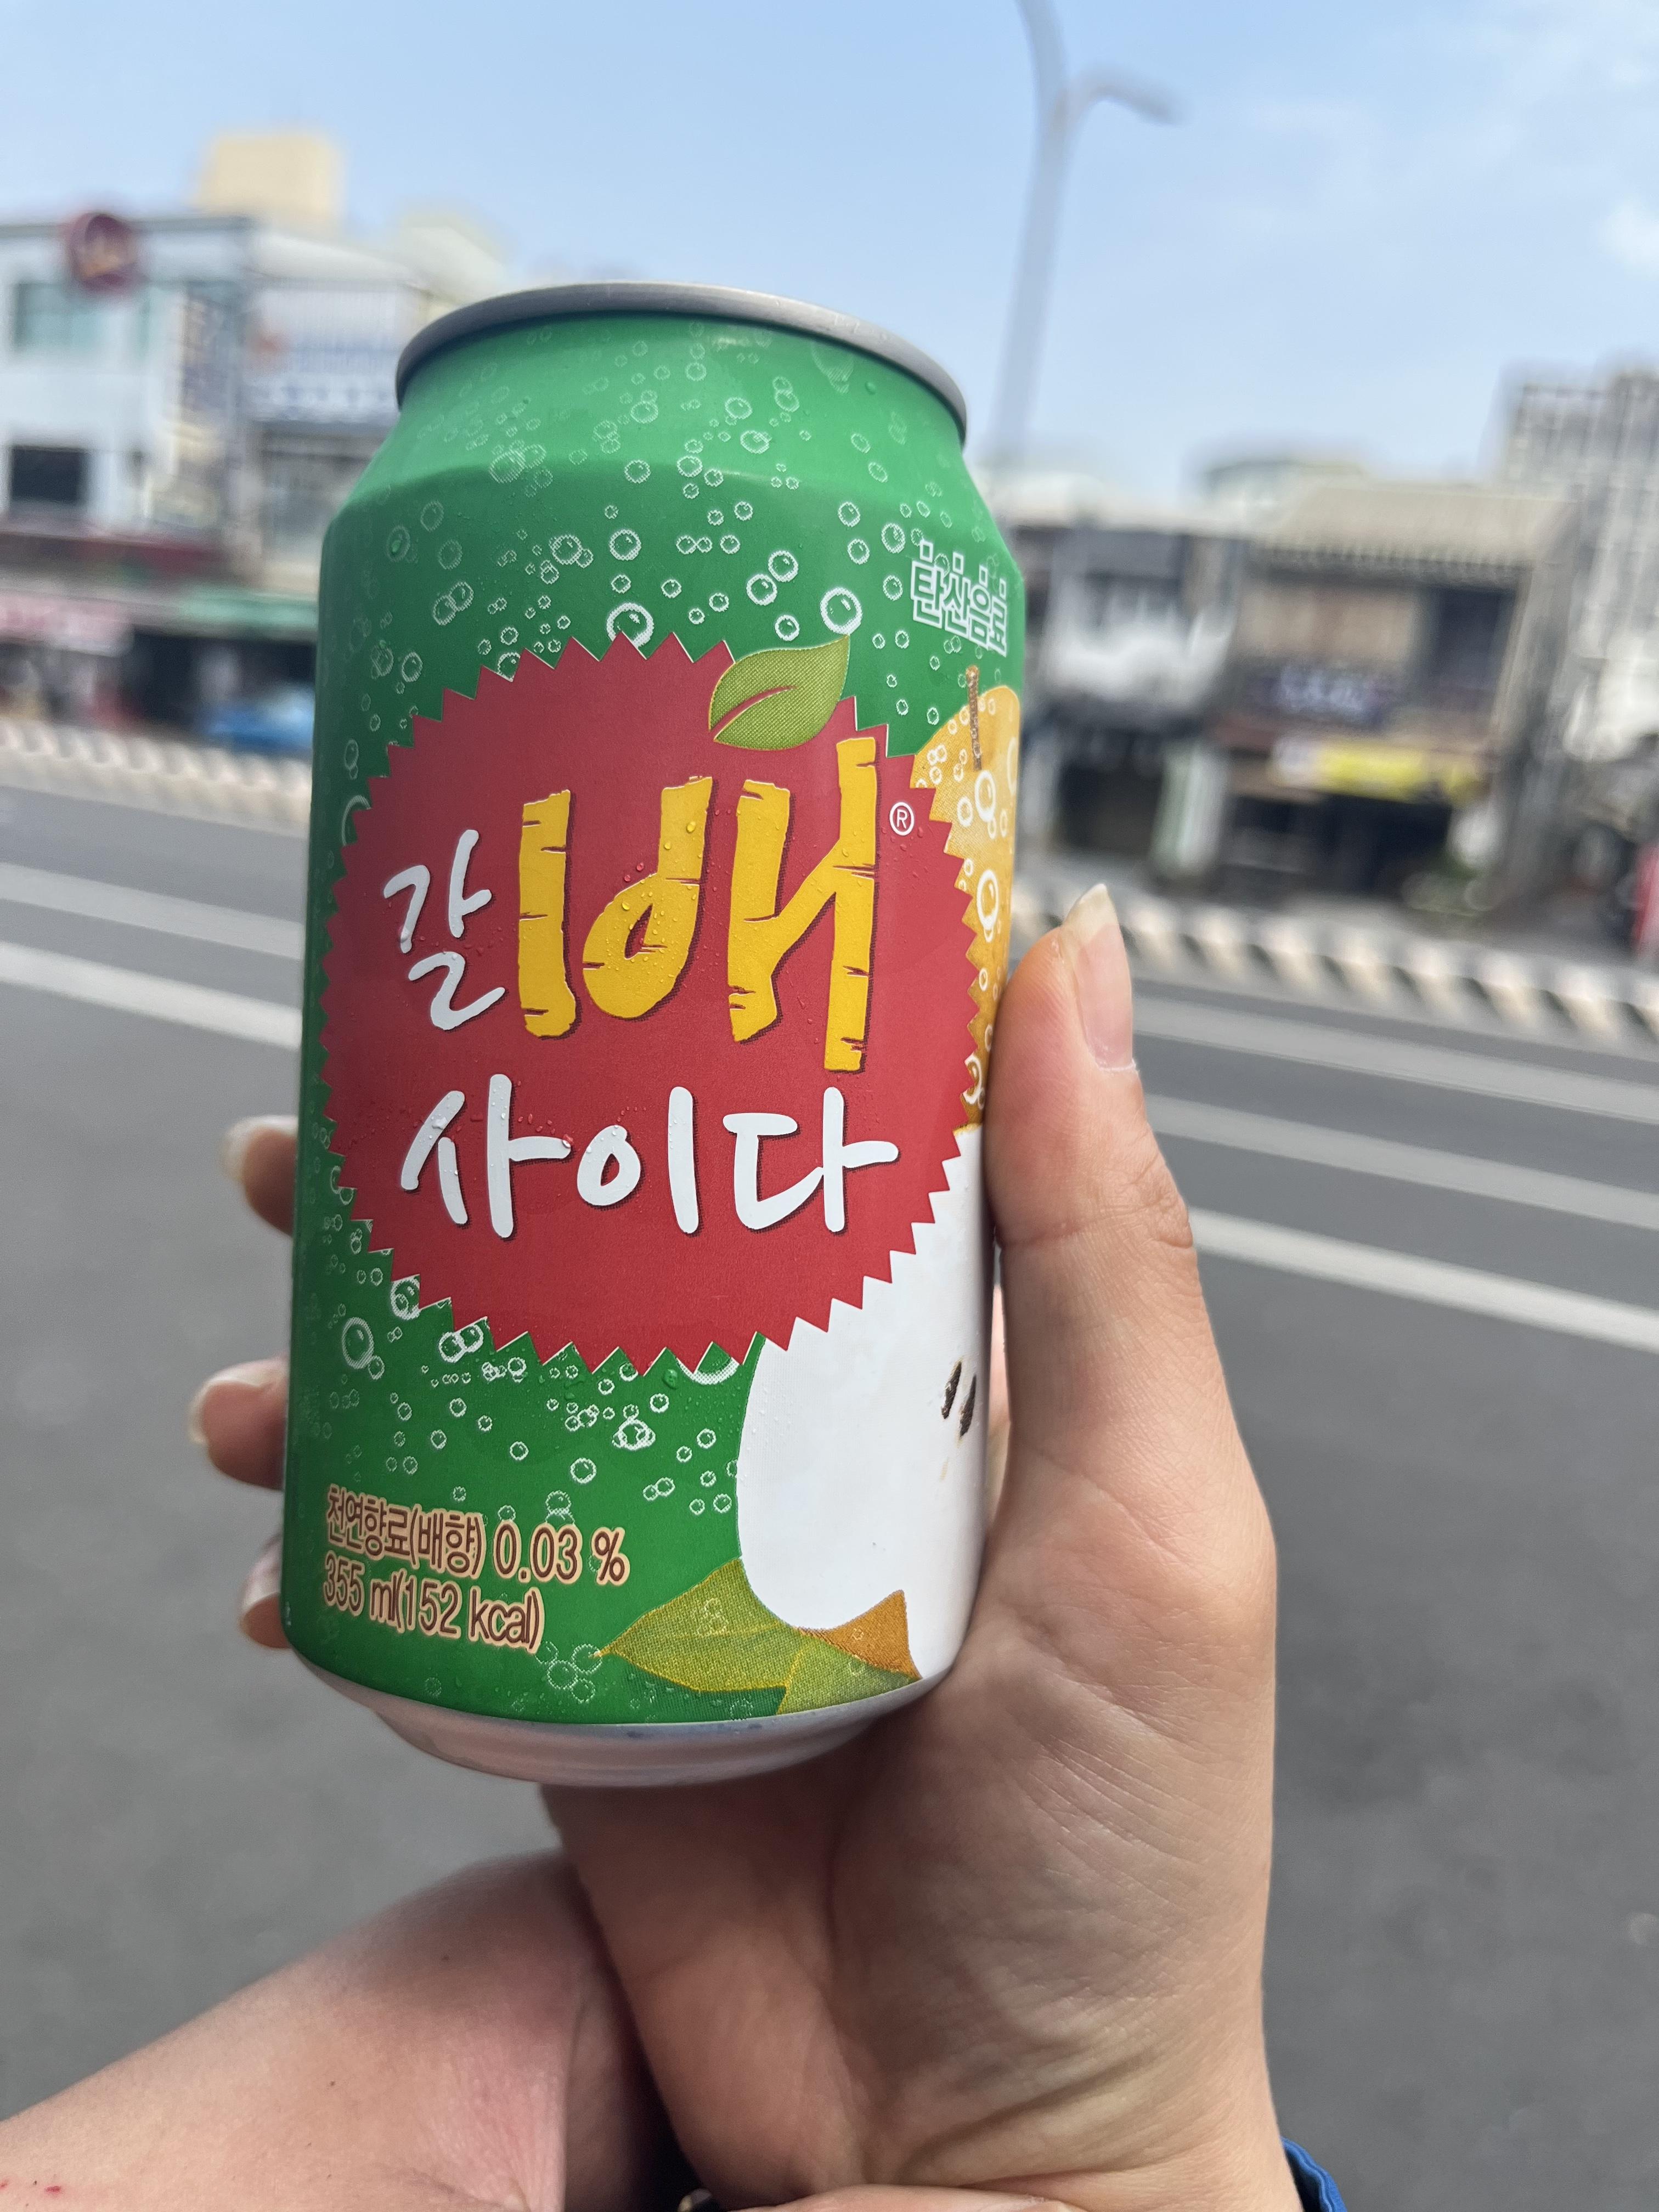 탄산음료
갈배®
사이다
천연향료(배향) 0.03 %
355 ml(152 kcal)